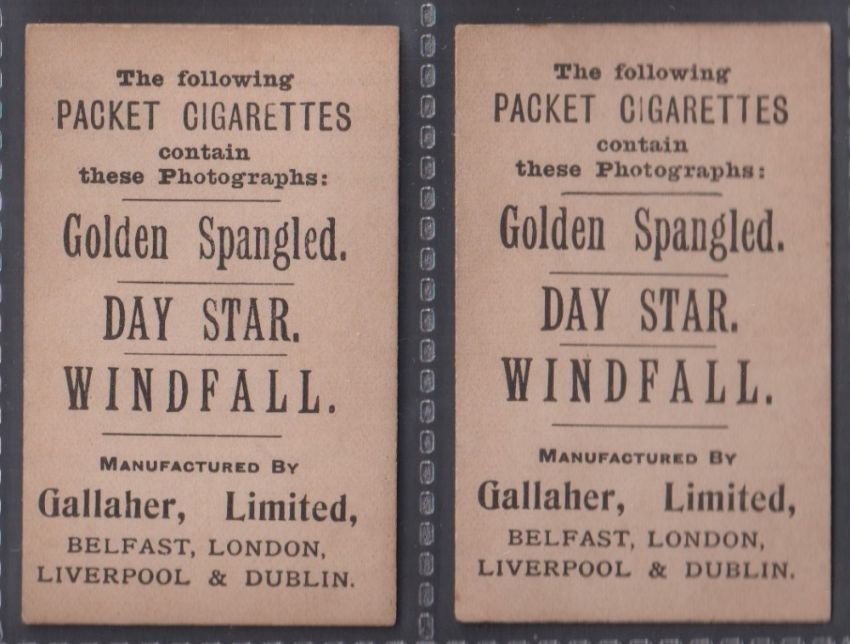 The following
PACKET CIGARETTES
contain
these Photographs:
Golden Spangled.
DAY STAR.
WINDFALL.
MANUFACTURED BY
Gallaher, Limited,
BELFAST, LONDON,
LIVERPOOL & DUBLIN.
The following
PACKET CIGARETTES
contain
these Photographs:
Golden Spangled.
DAY STAR.
WINDFALL.
MANUFACTURED BY
Gallaher, Limited,
BELFAST, LONDON,
LIVERPOOL & DUBLIN.